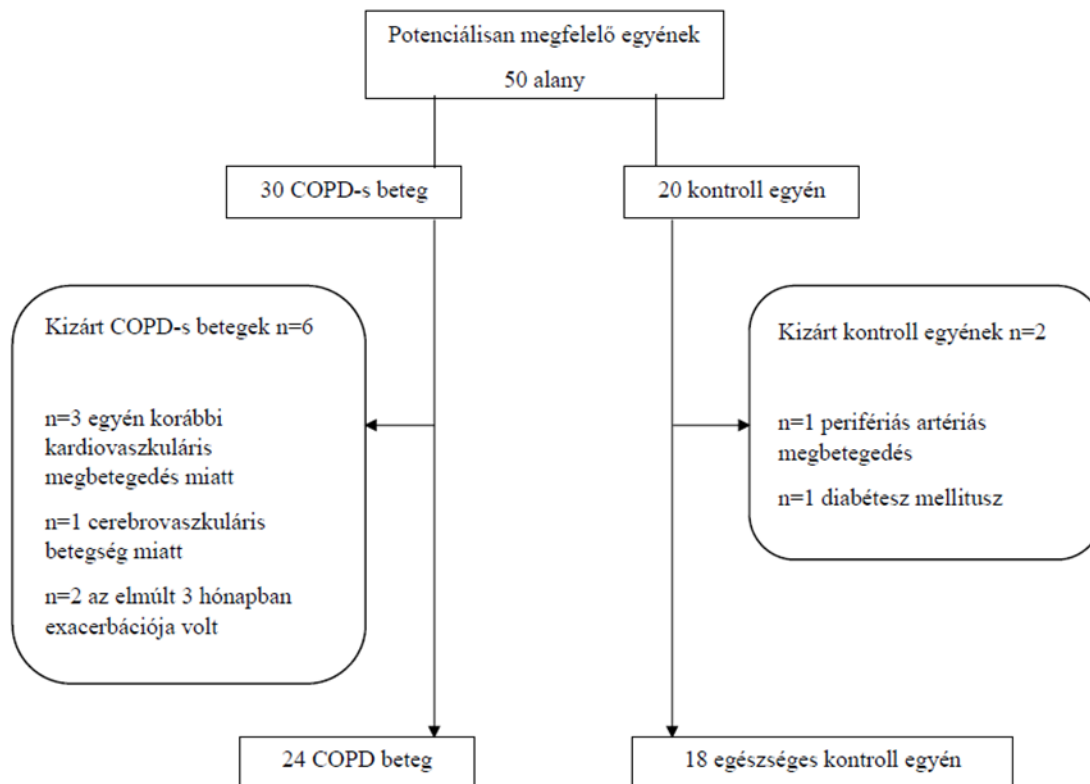 Potenciálisan megfelelő egyének
50 alany
30 COPD-s beteg
20 kontroll egyén
Kizárt COPD-s betegek n=6
n=3 egyén korábbi
kardiovaszkuláris
megbetegedés miatt
n=1 cerebrovaszkuláris
betegség miatt
n=2 az elmúlt 3 hónapban
exacerbációja volt
Kizárt kontroll egyének n=2
n=1 perifériás artériás
megbetegedés
n=1 diabétesz mellitusz
24 COPD beteg
18 egészséges kontroll egyén